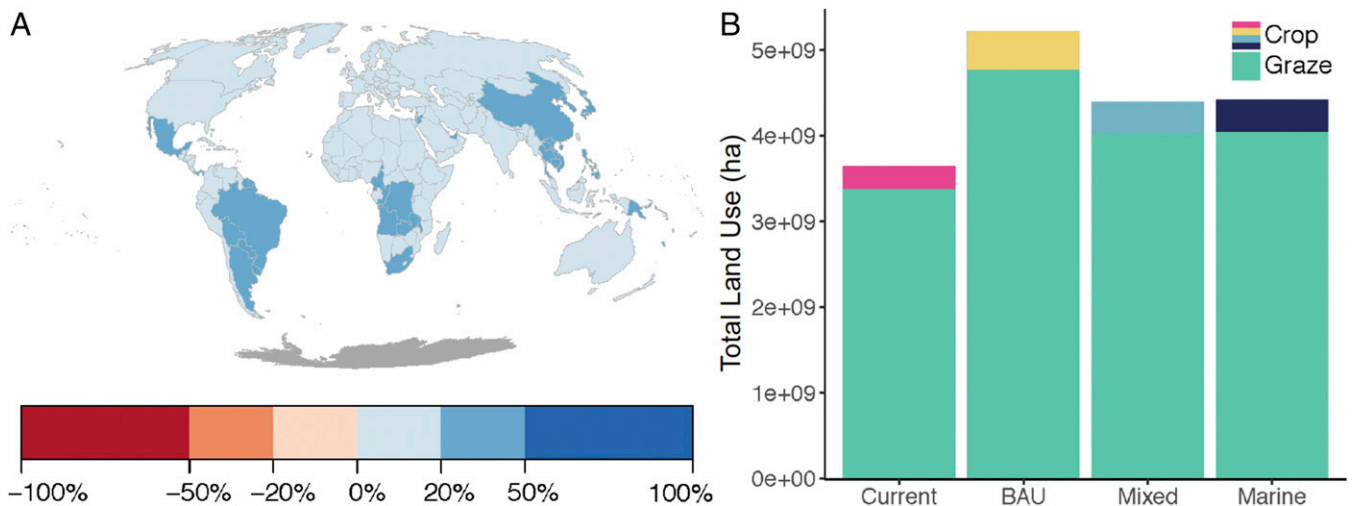 A
−100%
−50%
−20%
0%
20%
50%
100%
B
Total Land Use (ha)
5e+09
4e+09
3e+09
2e+09
1e+09
0e+00
Crop
Graze
Current
BAU
Mixed
Marine